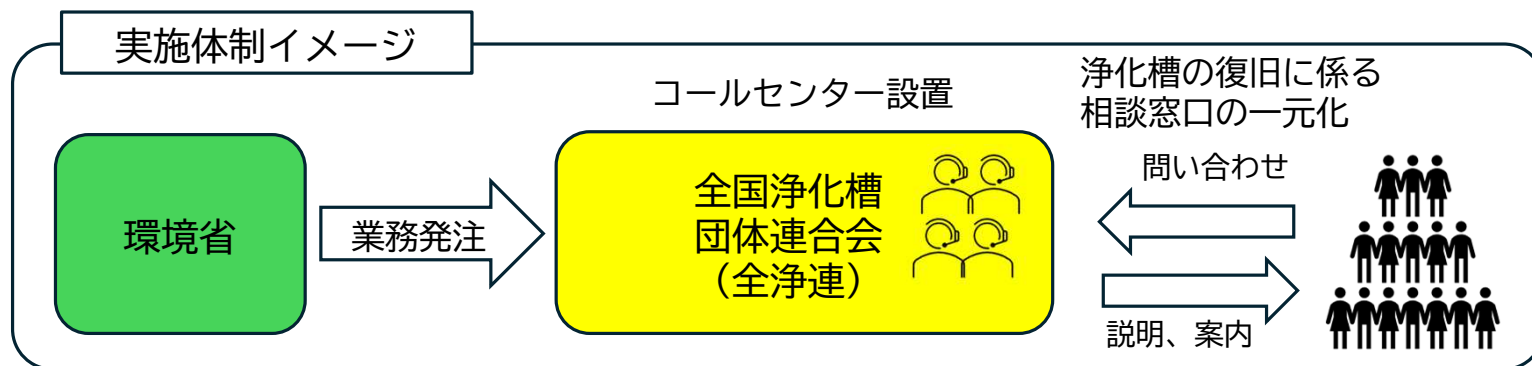 実施体制イメージ
コールセンター設置
浄化槽の復旧に係る
相談窓口の一元化
環境省
業務発注
全国浄化槽
団体連合会
（全浄連）
問い合わせ
説明、案内